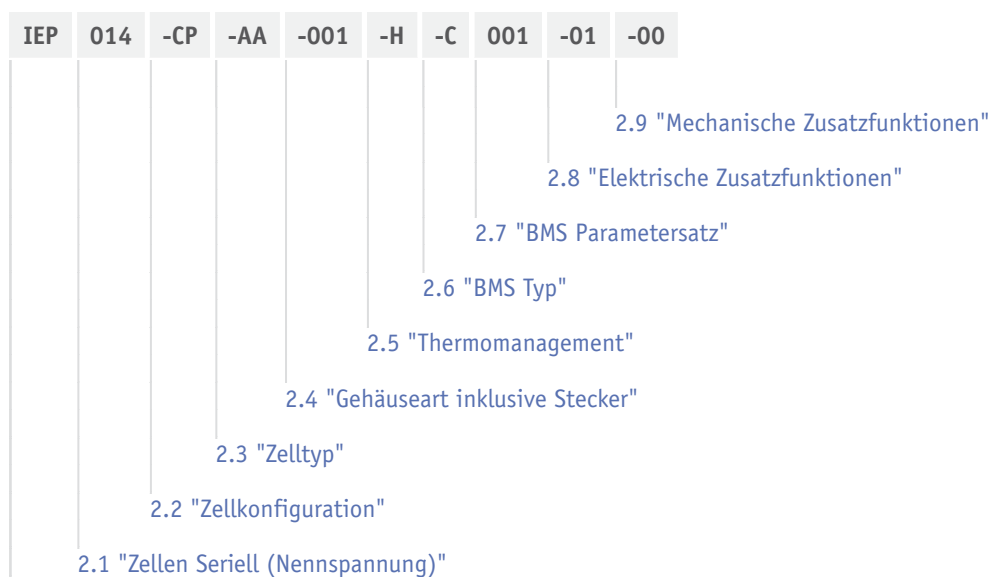 IEP 014 -CP -AA -001 -H -C 001 -01 -00
2.9 "Mechanische Zusatzfunktionen"
2.8 "Elektrische Zusatzfunktionen"
2.7 "BMS Parametersatz"
2.6 "BMS Typ"
2.5 "Thermomanagement"
2.4 "Gehäuseart inklusive Stecker"
2.3 "Zelltyp"
2.2 "Zellkonfiguration"
2.1 "Zellen Seriell (Nennspannung)"